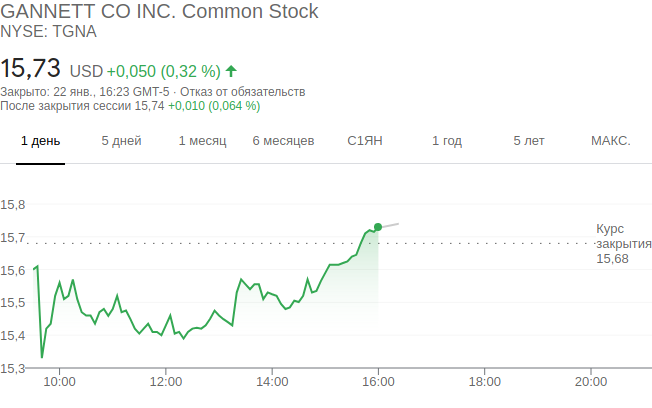 GANNETT CO INC. Common Stock
NYSE: TGNA
15,73 USD +0,050 (0,32 %)
Закрыто: 22 янв., 16:23 GMT-5 · Отказ от обязательств
После закрытия сессии 15,74 +0,010 (0,064 %)
1 день 5 дней 1 месяц 6 месяцев С1ЯН 1 год 5 лет МАКС.
15,8
15,7
15,6
15,5
15,4
15,3
Курс
закрытия
15,68
10:00 12:00 14:00 16:00 18:00 20:00